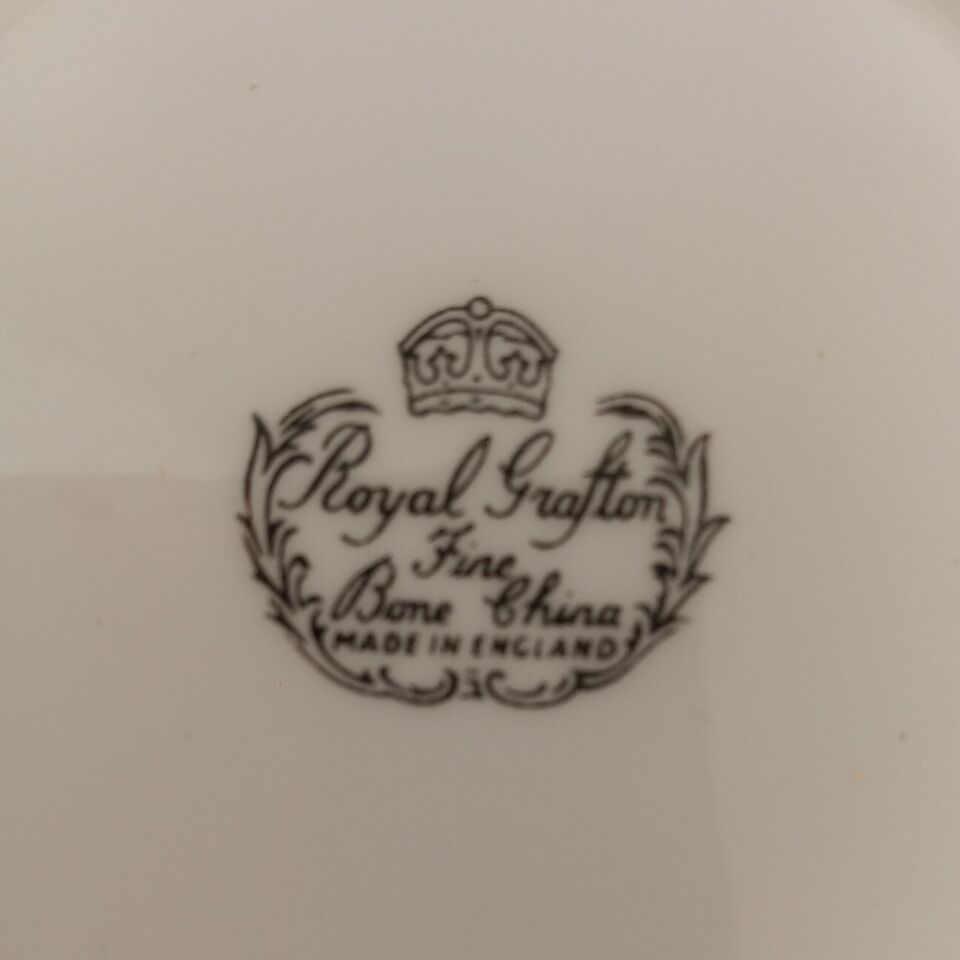 Royal Grafton
Fine
Bone China
MADE IN ENGLAND